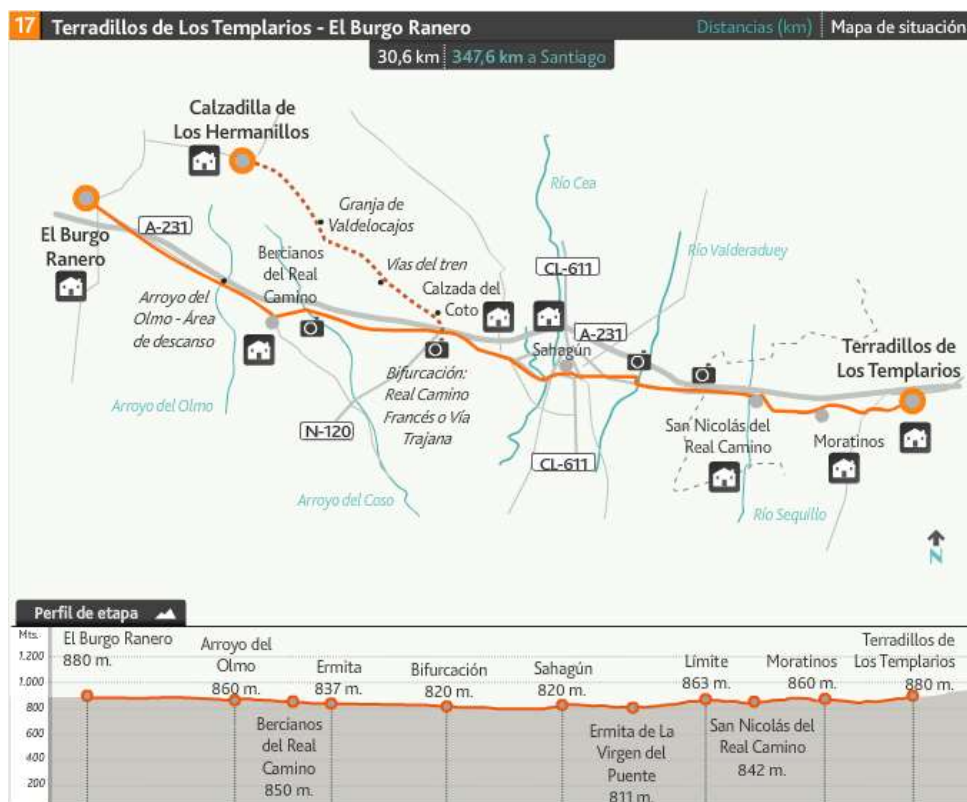 17 Terradillos de Los Templarios - El Burgo Ranero
Distancias (km) Mapa de situación
30,6 km 347,6 km a Santiago
Calzadilla de
Los Hermanillos
Río Cea
Granja de
Valdelocajos
A-231
El Burgo
Ranero
Bercianos
del Real
Camino
Vías del tren
CL-611
Río Valderaduey
Calzada del
Coto
Arroyo del
Olmo - Área
de descanso
A-231
Sahagún
Terradillos de
Los Templarios
Bifurcación:
Real Camino
Francés o Vía
Trajana
Arroyo del Olmo
N-120
San Nicolás del
Real Camino
Moratinos
CL-611
Arroyo del Coso
Río Sequillo
N
Perfil de etapa
Mts.
1.200
1.000
800
600
400
200
El Burgo Ranero
880 m.
Arroyo del
Olmo
860 m.
Bercianos
del Real
Camino
850 m.
Ermita
837 m.
Bifurcación
820 m.
Sahagún
820 m.
Ermita de La
Virgen del
Puente
811 m.
Límite
863 m.
San Nicolás del
Real Camino
842 m.
Moratinos
860 m.
Terradillos de
Los Templarios
880 m.